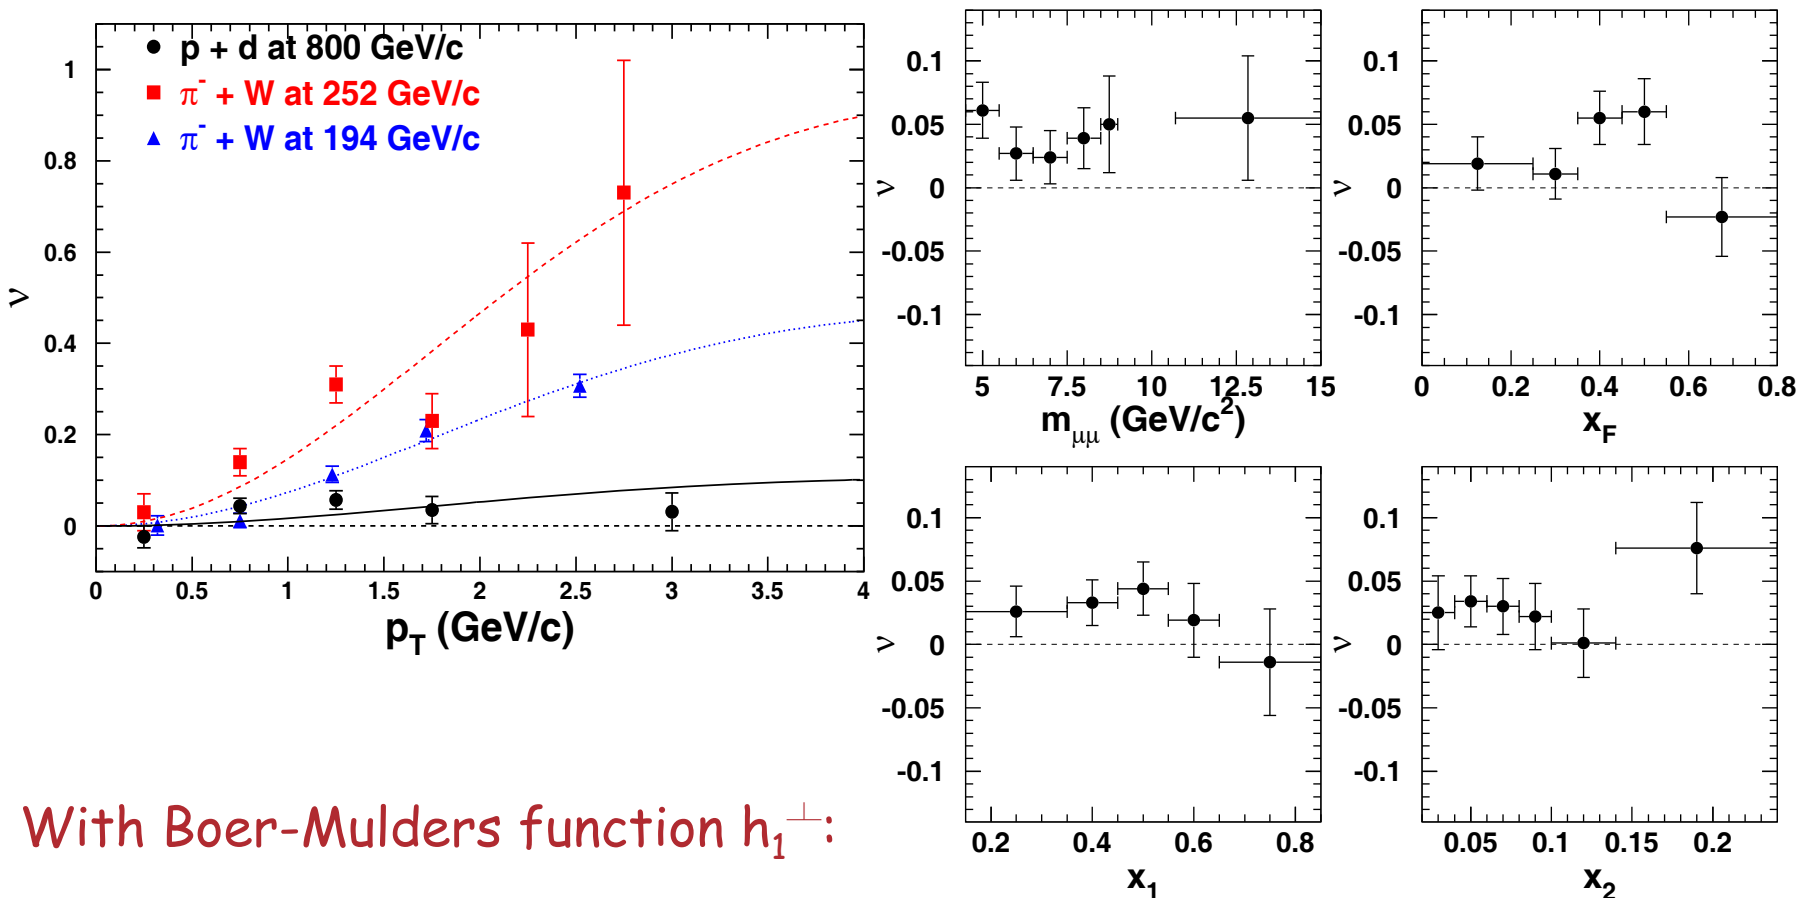 p + d at 800 GeV/c
π⁻ + W at 252 GeV/c
π⁻ + W at 194 GeV/c
ν
1
0.8
0.6
0.4
0.2
0
0 0.5 1 1.5 2 2.5 3 3.5 4
p_T (GeV/c)
ν
0.1
0.05
0
-0.05
-0.1
5 7.5 10 12.5 15
m_μμ (GeV/c²)
ν
0.1
0.05
0
-0.05
-0.1
0 0.2 0.4 0.6 0.8
x_F
ν
0.1
0.05
0
-0.05
-0.1
0.2 0.4 0.6 0.8
x₁
ν
0.1
0.05
0
-0.05
-0.1
0.05 0.1 0.15 0.2
x₂
With Boer-Mulders function h₁⊥: